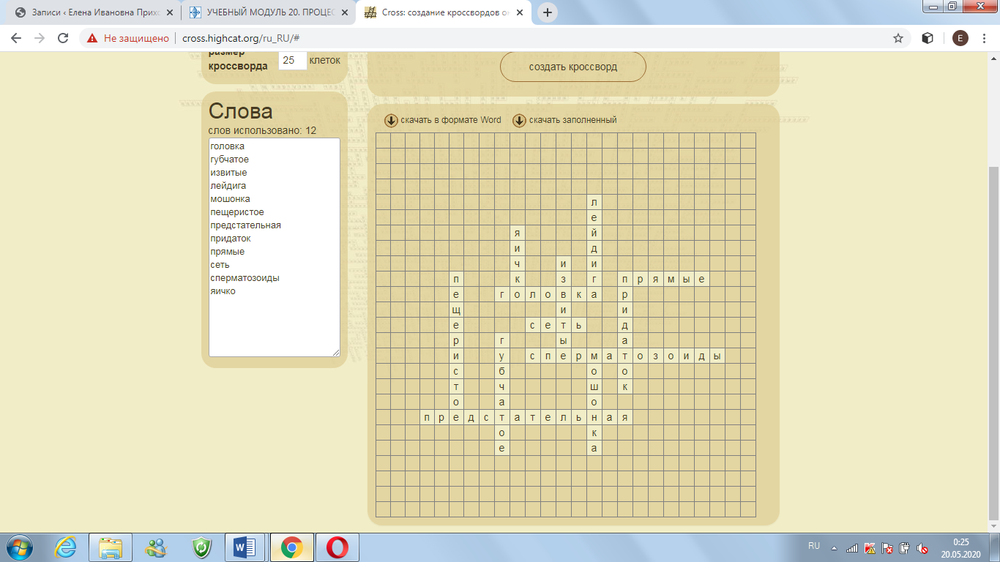 Записи ‹ Елена Ивановна Прихо
УЧЕБНЫЙ МОДУЛЬ 20. ПРОЦЕС
Cross: создание кроссвордов он
Не защищено
cross.highcat.org/ru_RU/#
E
размер
кроссворда 25 клеток
создать кроссворд
Слова
слов использовано: 12
головка
губчатое
извитые
лейдига
мошонка
пещеристое
предстательная
придаток
прямые
сеть
сперматозоиды
яичко
скачать в формате Word
скачать заполненный
л
е
я й
и д
ч и и
п к з г п р я м ы е
е г о л о в к а р
щ и и
е с е т ь д
р г ы а
и у с п е р м а т о з о и д ы
с б о о
т ч ш к
о а о
п р е д с т а т е л ь н а я
о к
е а
RU
0:25
20.05.2020